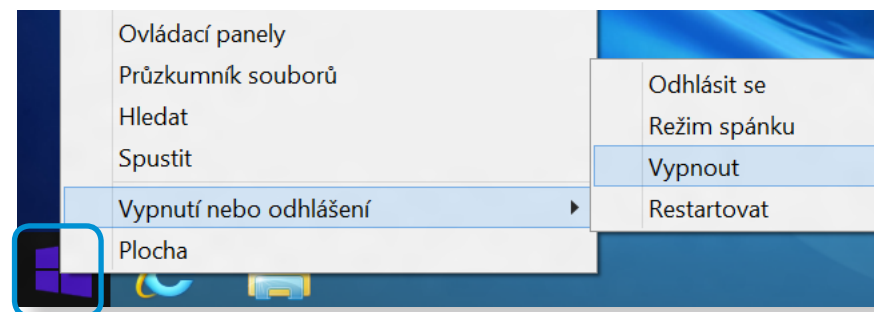 Ovládací panely
Průzkumník souborů
Hledat
Spustit
Vypnutí nebo odhlášení
Plocha
Odhlásit se
Režim spánku
Vypnout
Restartovat